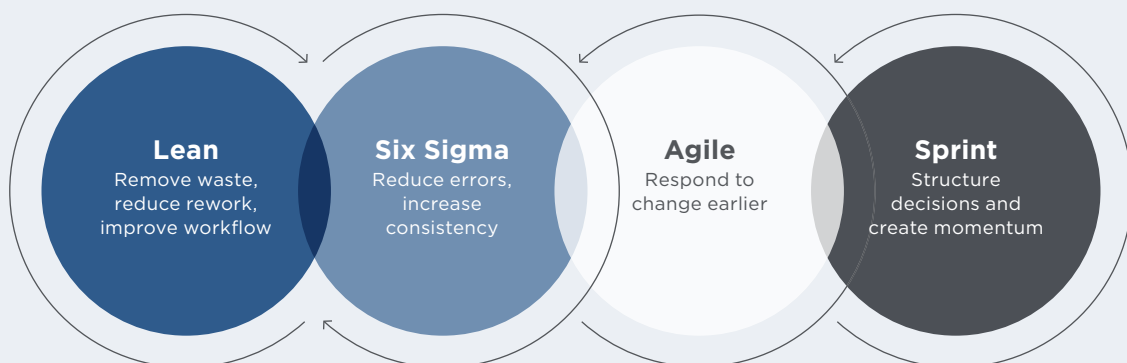 Lean
Remove waste,
reduce rework,
improve workflow
Six Sigma
Reduce errors,
increase
consistency
Agile
Respond to
change earlier
Sprint
Structure
decisions and
create momentum